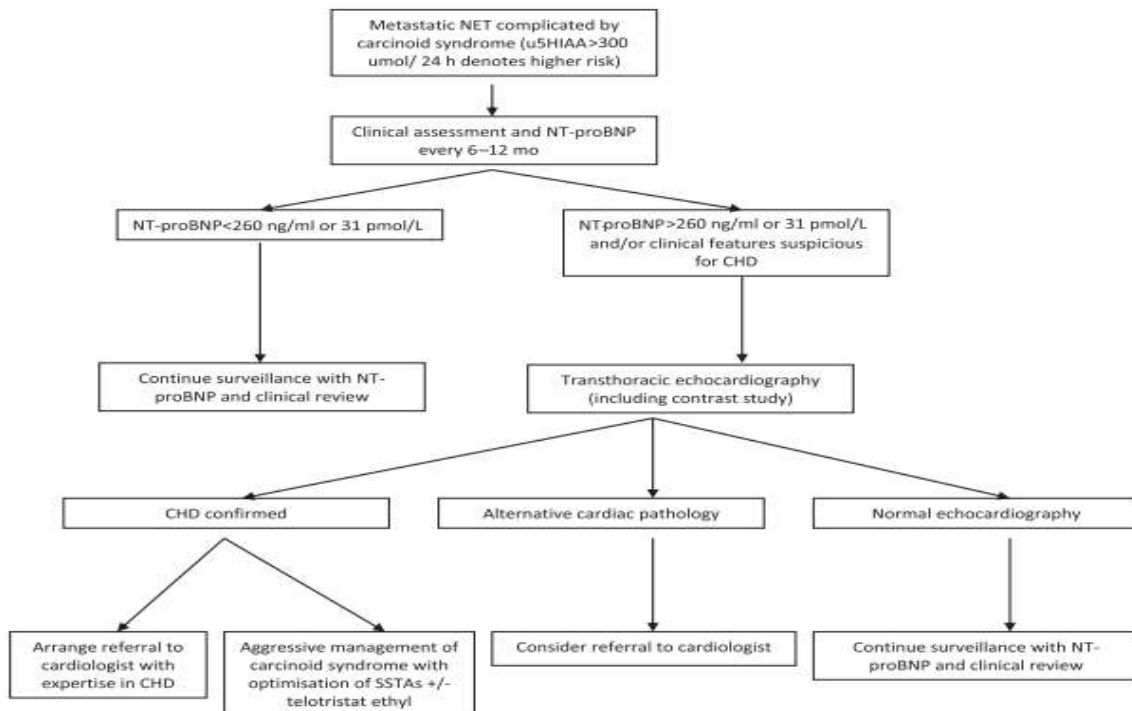 Metastatic NET complicated by
carcinoid syndrome (u5HIAA>300
umol/ 24 h denotes higher risk)
Clinical assessment and NT-proBNP
every 6–12 mo
NT-proBNP<260 ng/ml or 31 pmol/L
NT-proBNP>260 ng/ml or 31 pmol/L
and/or clinical features suspicious
for CHD
Continue surveillance with NT-
proBNP and clinical review
Transthoracic echocardiography
(including contrast study)
CHD confirmed
Alternative cardiac pathology
Normal echocardiography
Arrange referral to
cardiologist with
expertise in CHD
Aggressive management of
carcinoid syndrome with
optimisation of SSTAs +/-
telotristat ethyl
Consider referral to cardiologist
Continue surveillance with NT-
proBNP and clinical review